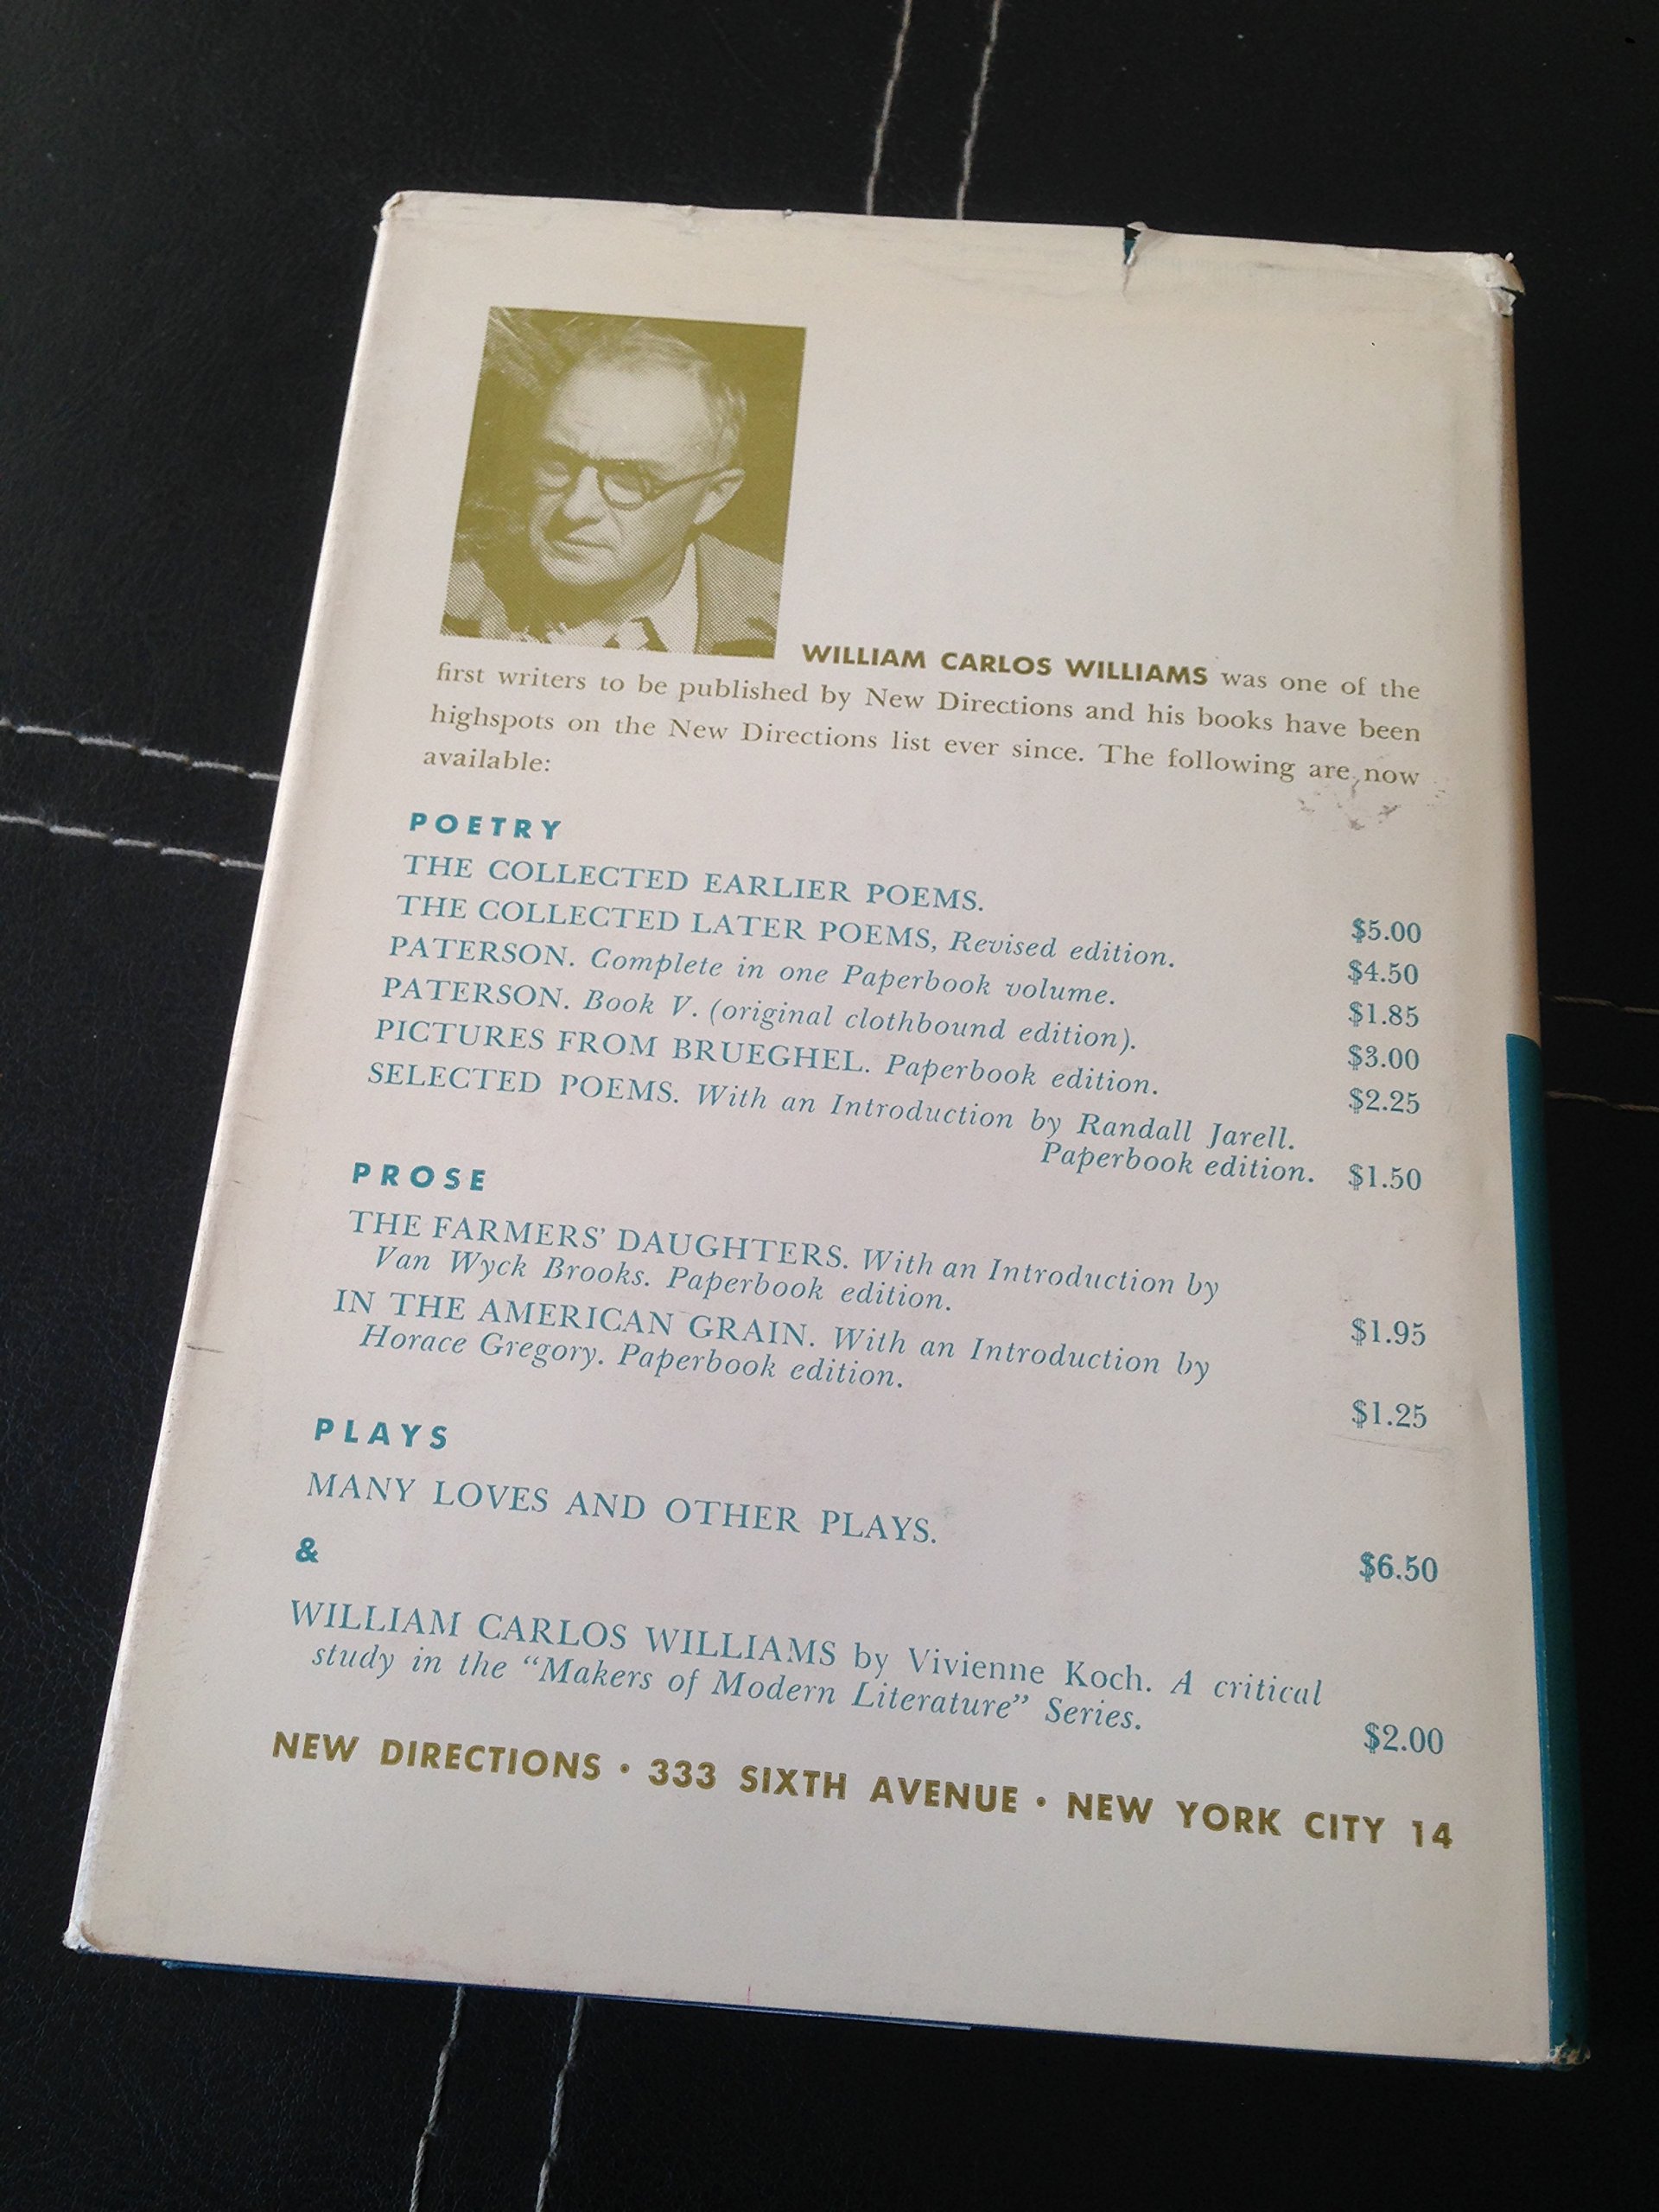 WILLIAM CARLOS WILLIAMS was one of the
first writers to be published by New Directions and his books have been
highspots on the New Directions list ever since. The following are now
available:
POETRY
THE COLLECTED EARLIER POEMS. $5.00
THE COLLECTED LATER POEMS, Revised edition. $4.50
PATERSON. Complete in one Paperbook volume. $1.85
PATERSON. Book V. (original clothbound edition). $3.00
PICTURES FROM BRUEGHEL. Paperbook edition. $2.25
SELECTED POEMS. With an Introduction by Randall Jarell.
Paperbook edition. $1.50
PROSE
THE FARMERS' DAUGHTERS. With an Introduction by
Van Wyck Brooks. Paperbook edition. $1.95
IN THE AMERICAN GRAIN. With an Introduction by
Horace Gregory. Paperbook edition. $1.25
PLAYS
MANY LOVES AND OTHER PLAYS. $6.50
&
WILLIAM CARLOS WILLIAMS by Vivienne Koch. A critical
study in the “Makers of Modern Literature” Series. $2.00
NEW DIRECTIONS • 333 SIXTH AVENUE • NEW YORK CITY 14